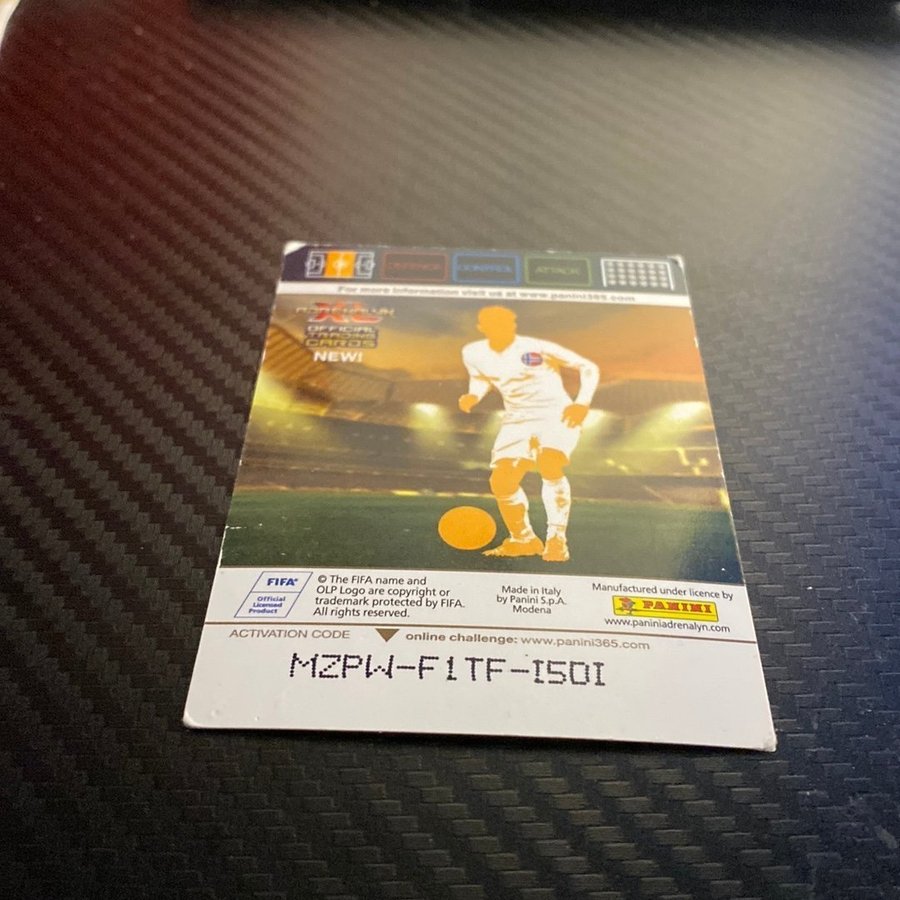 DEFENCE CONTROL ATTACK
For more information visit us at www.panini365.com
ADRENALYN
XL
OFFICIAL
TRADING
CARDS
NEW!
FIFA®
Official
Licensed
Product
© The FIFA name and
OLP Logo are copyright or
trademark protected by FIFA.
All rights reserved.
Made in Italy
by Panini S.p.A.
Modena
Manufactured under licence by
PANINI
www.paniniadrenalyn.com
ACTIVATION CODE online challenge: www.panini365.com
MZPW-F1TF-I5OI